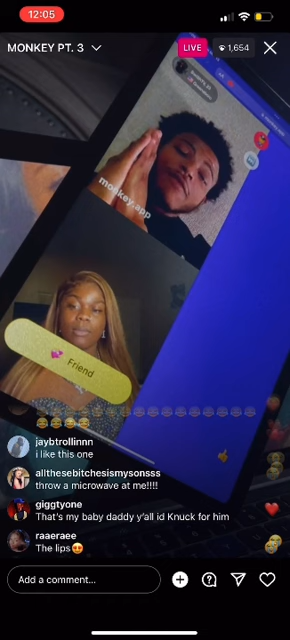 12:05
MONKEY PT. 3
LIVE
1,654
monkey.app
Friend
jaybtrollinnn
i like this one
allthesebitchesismysonsss
throw a microwave at me!!!!
giggtyone
That's my baby daddy y'all id Knuck for him
raaeraee
The lips😍
Add a comment...